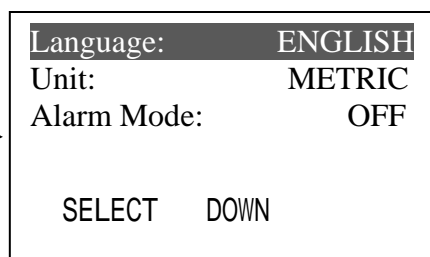 Language: ENGLISH
Unit: METRIC
Alarm Mode: OFF
SELECT DOWN